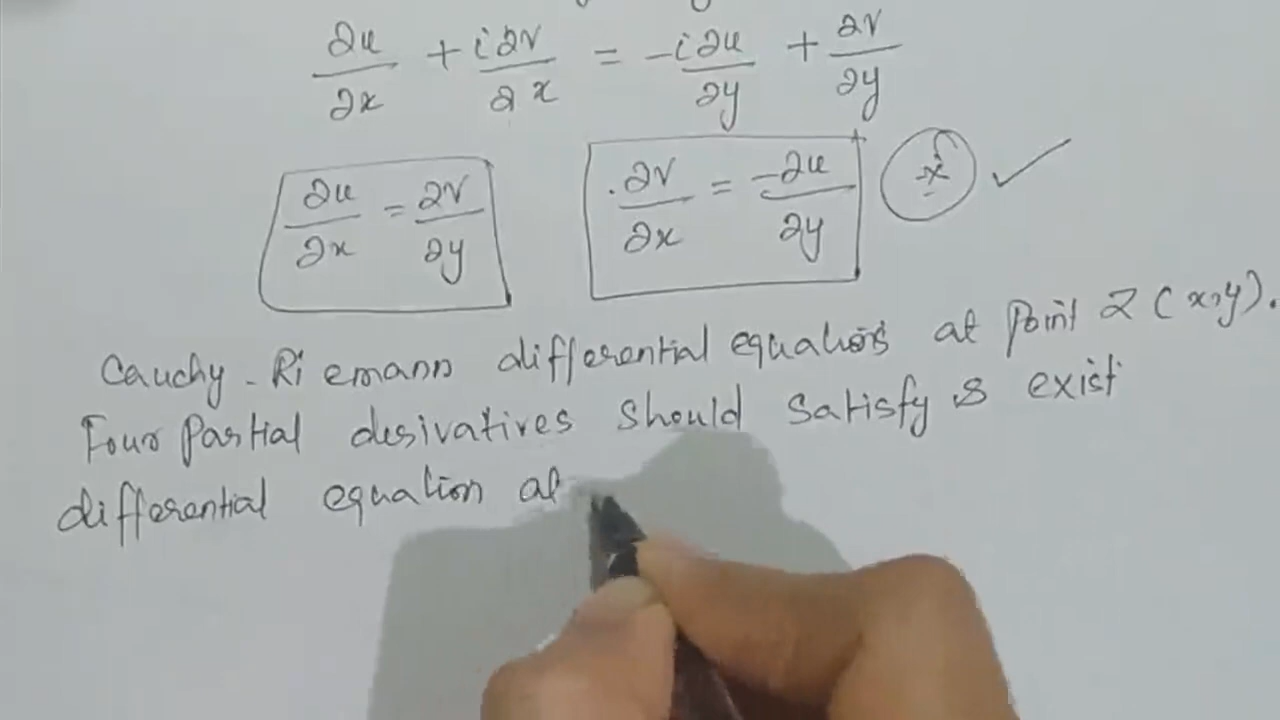 ∂u/∂x + i∂v/∂x = -i∂u/∂y + ∂v/∂y
∂u/∂x = ∂v/∂y ∂v/∂x = -∂u/∂y
Cauchy-Riemann differential equations at point Z(x,y).
Four Partial derivatives should satisfy & exist
differential equation at